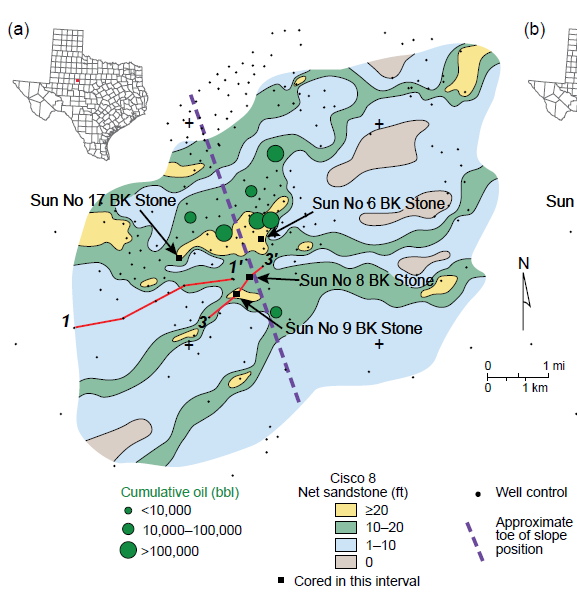 (a)
(b)
Sun No 17 BK Stone
Sun No 6 BK Stone
Sun
1'
3'
Sun No 8 BK Stone
N
1
3
Sun No 9 BK Stone
0 1 mi
0 1 km
Cisco 8
Cumulative oil (bbl)
Net sandstone (ft)
<10,000
10,000–100,000
>100,000
≥20
10–20
1–10
0
Well control
Approximate
toe of slope
position
Cored in this interval